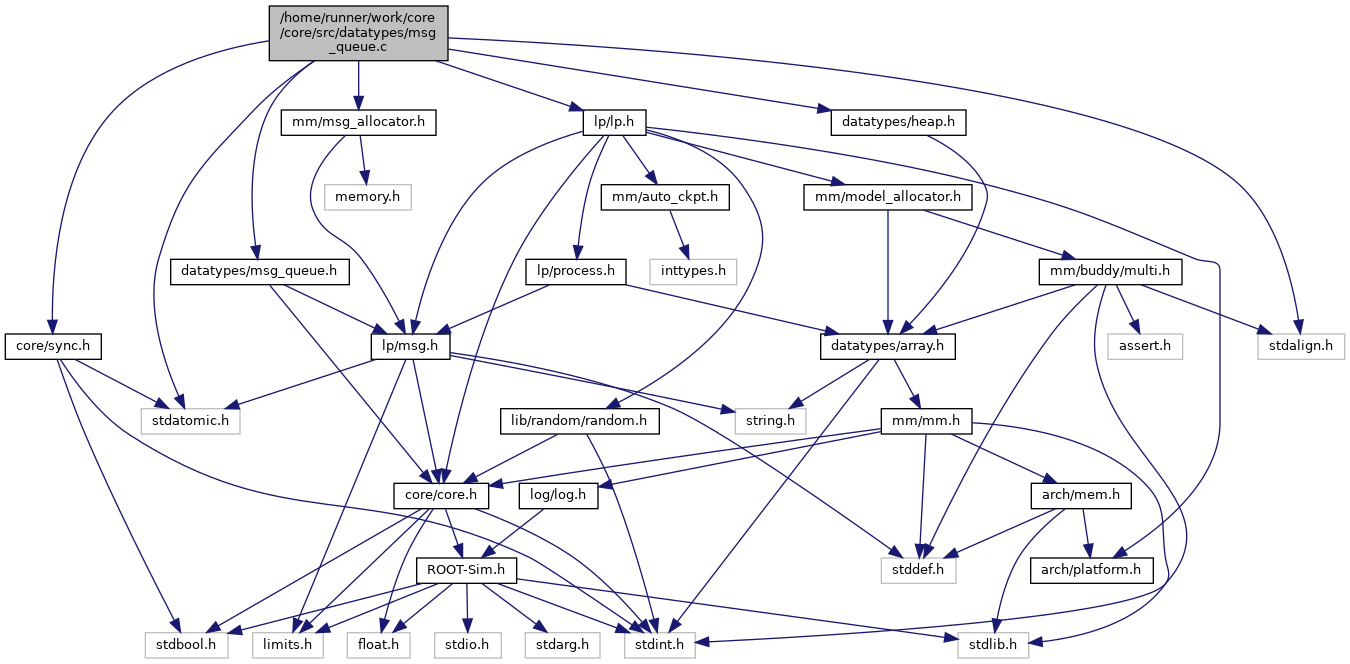 /home/runner/work/core
/core/src/datatypes/msg
_queue.c
mm/msg_allocator.h
lp/lp.h
datatypes/heap.h
memory.h
mm/auto_ckpt.h
mm/model_allocator.h
datatypes/msg_queue.h
lp/process.h
inttypes.h
mm/buddy/multi.h
core/sync.h
lp/msg.h
datatypes/array.h
assert.h
stdalign.h
stdatomic.h
lib/random/random.h
string.h
mm/mm.h
core/core.h
log/log.h
arch/mem.h
ROOT-Sim.h
stddef.h
arch/platform.h
stdbool.h
limits.h
float.h
stdio.h
stdarg.h
stdint.h
stdlib.h